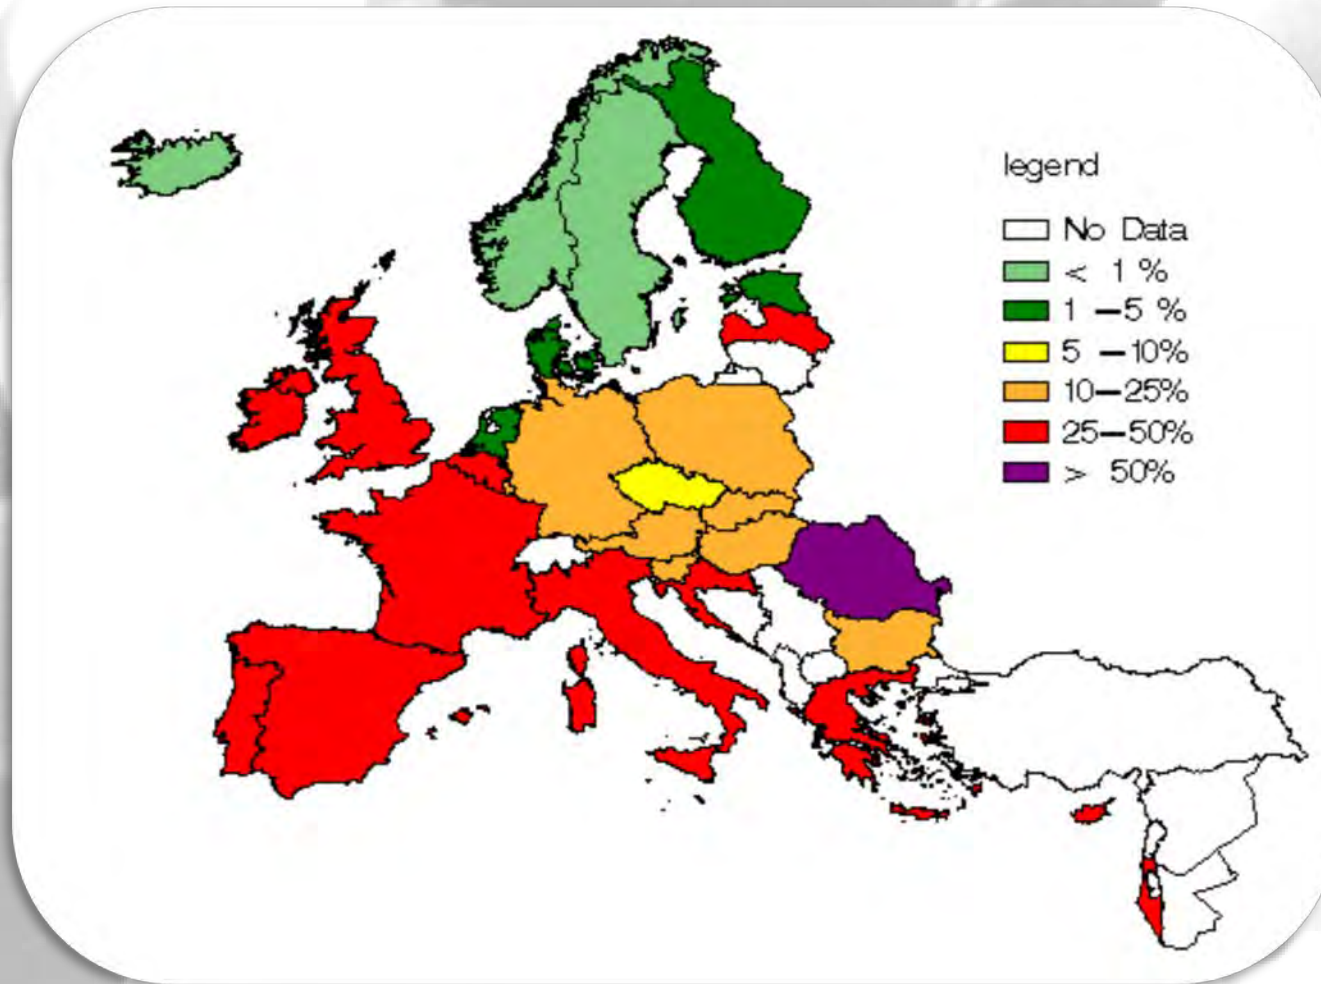 legend
No Data
< 1 %
1 –5 %
5 –10%
10–25%
25–50%
> 50%